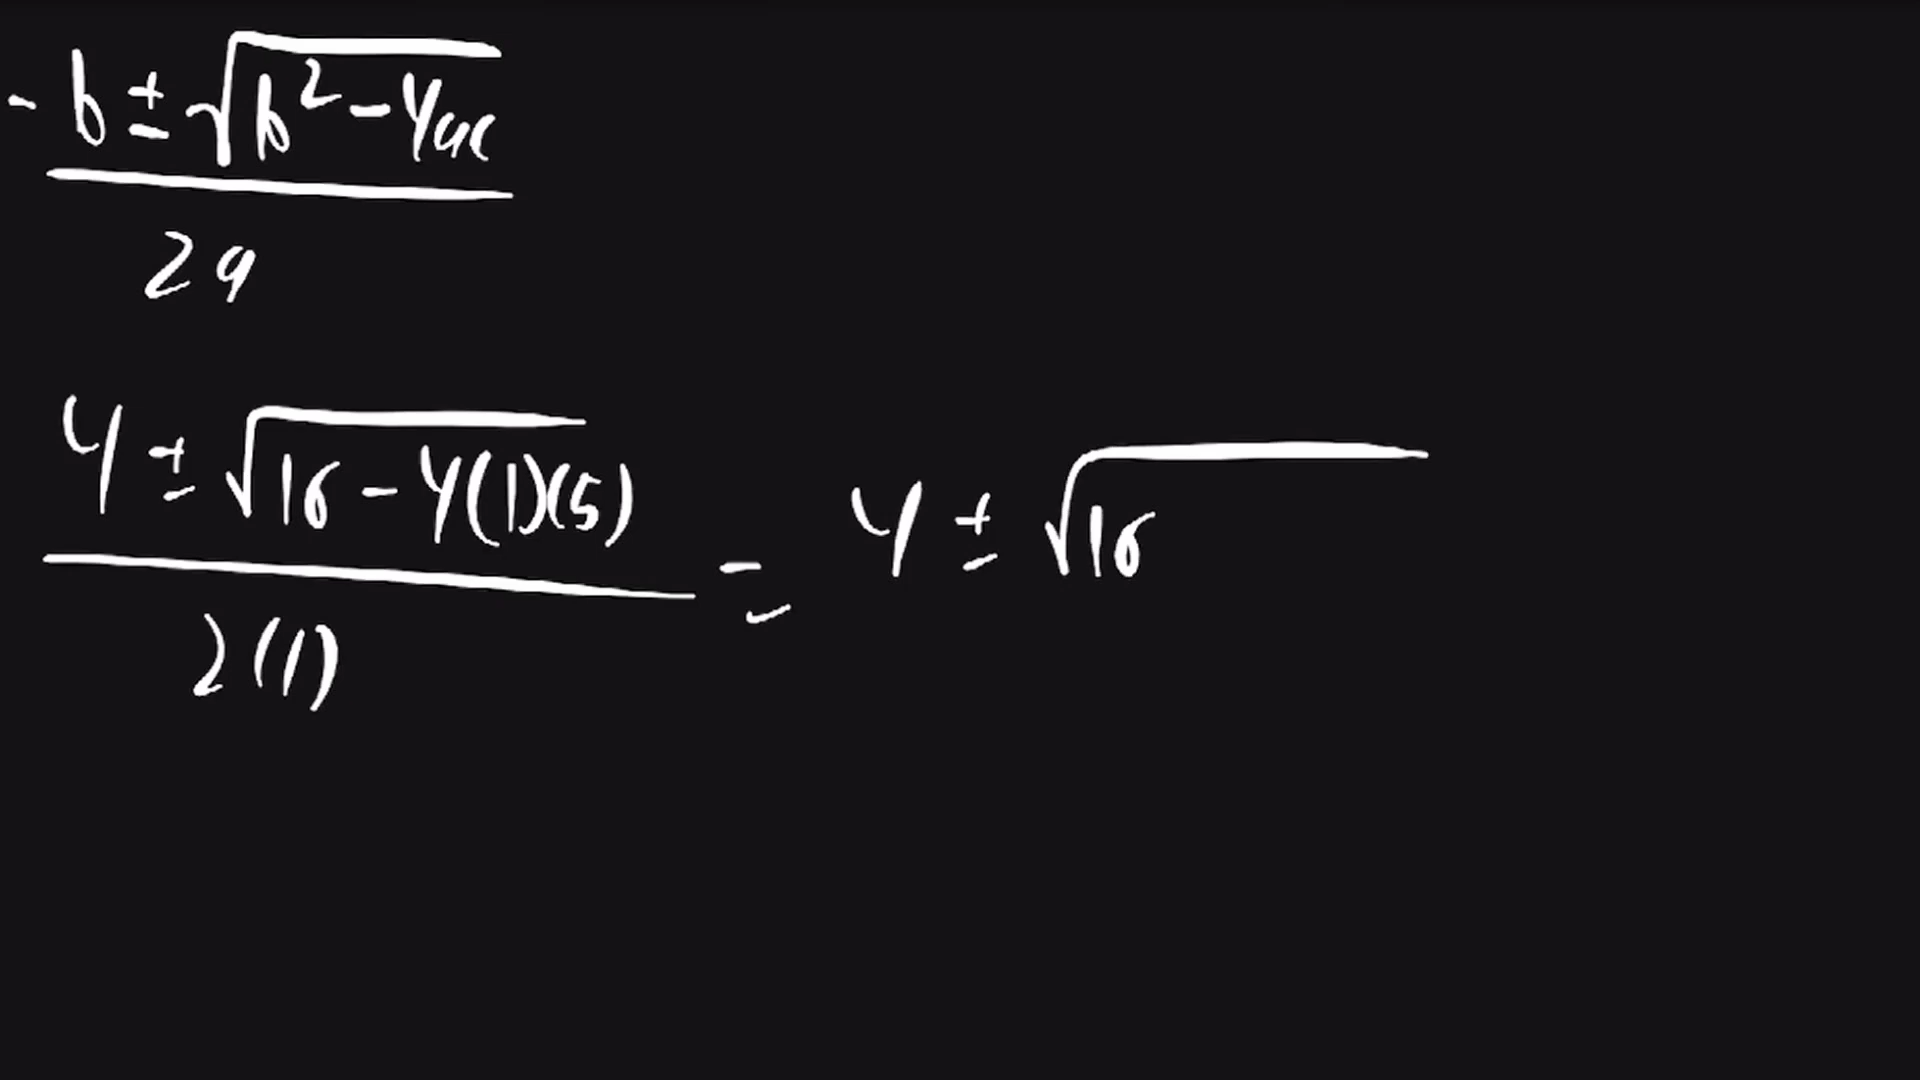 - b ± √b² - 4ac
2a
4 ± √16 - 4(1)(5)
2(1)
= 4 ± √16